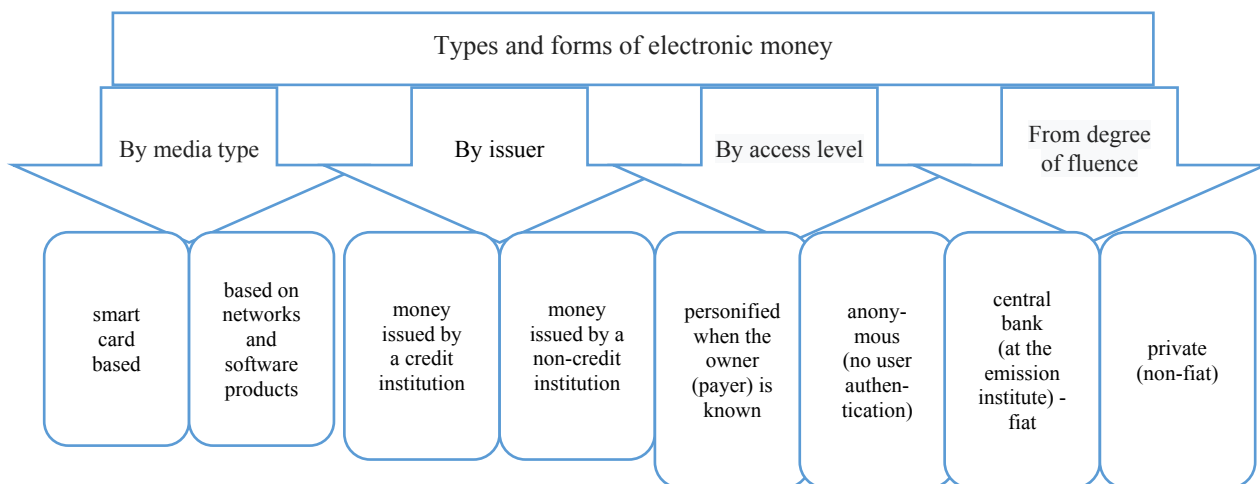 Types and forms of electronic money
By media type
By issuer
By access level
From degree
of fluence
smart
card
based
based on
networks
and
software
products
money
issued by
a credit
institution
money
issued by a
non-credit
institution
personified
when the
owner
(payer) is
known
anony-
mous
(no user
authen-
tication)
central
bank
(at the
emission
institute) -
fiat
private
(non-fiat)